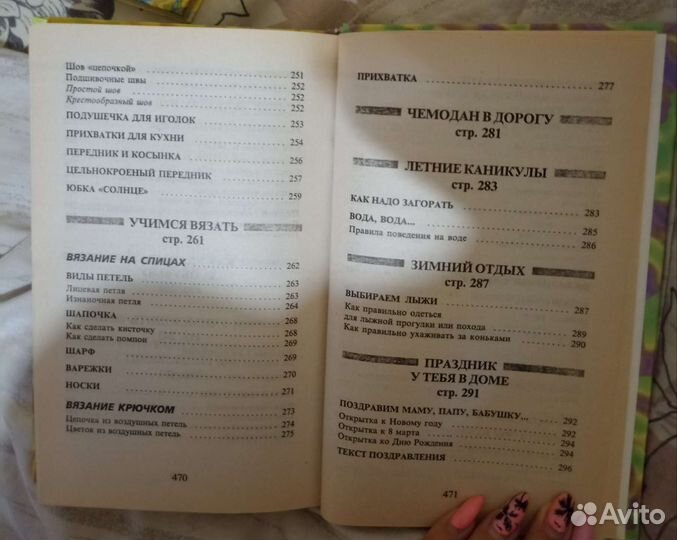 Шов «цепочкой» 251
Подшивочные швы 252
Простой шов 252
Крестообразный шов 252
ПОДУШЕЧКА ДЛЯ ИГОЛОК 253
ПРИХВАТКИ ДЛЯ КУХНИ 254
ПЕРЕДНИК И КОСЫНКА 256
ЦЕЛЬНОКРОЕНЫЙ ПЕРЕДНИК 257
ЮБКА «СОЛНЦЕ» 259
УЧИМСЯ ВЯЗАТЬ
стр. 261
ВЯЗАНИЕ НА СПИЦАХ 262
ВИДЫ ПЕТЕЛЬ 263
Лицевая петля 263
Изнаночная петля 264
ШАПОЧКА 268
Как сделать кисточку 268
Как сделать помпон 269
ШАРФ 269
ВАРЕЖКИ 270
НОСКИ 271
ВЯЗАНИЕ КРЮЧКОМ 273
Цепочка из воздушных петель 274
Цветок из воздушных петель 275
470
ПРИХВАТКА 277
ЧЕМОДАН В ДОРОГУ
стр. 281
ЛЕТНИЕ КАНИКУЛЫ
стр. 283
КАК НАДО ЗАГОРАТЬ 283
ВОДА, ВОДА... 285
Правила поведения на воде 286
ЗИМНИЙ ОТДЫХ
стр. 287
ВЫБИРАЕМ ЛЫЖИ 287
Как правильно одеться
для лыжной прогулки или похода 289
Как правильно ухаживать за коньками 290
ПРАЗДНИК
У ТЕБЯ В ДОМЕ
стр. 291
ПОЗДРАВИМ МАМУ, ПАПУ, БАБУШКУ... 292
Открытка к Новому году 292
Открытка к 8 марта 294
Открытка ко Дню Рождения 294
ТЕКСТ ПОЗДРАВЛЕНИЯ 296
471
Avito